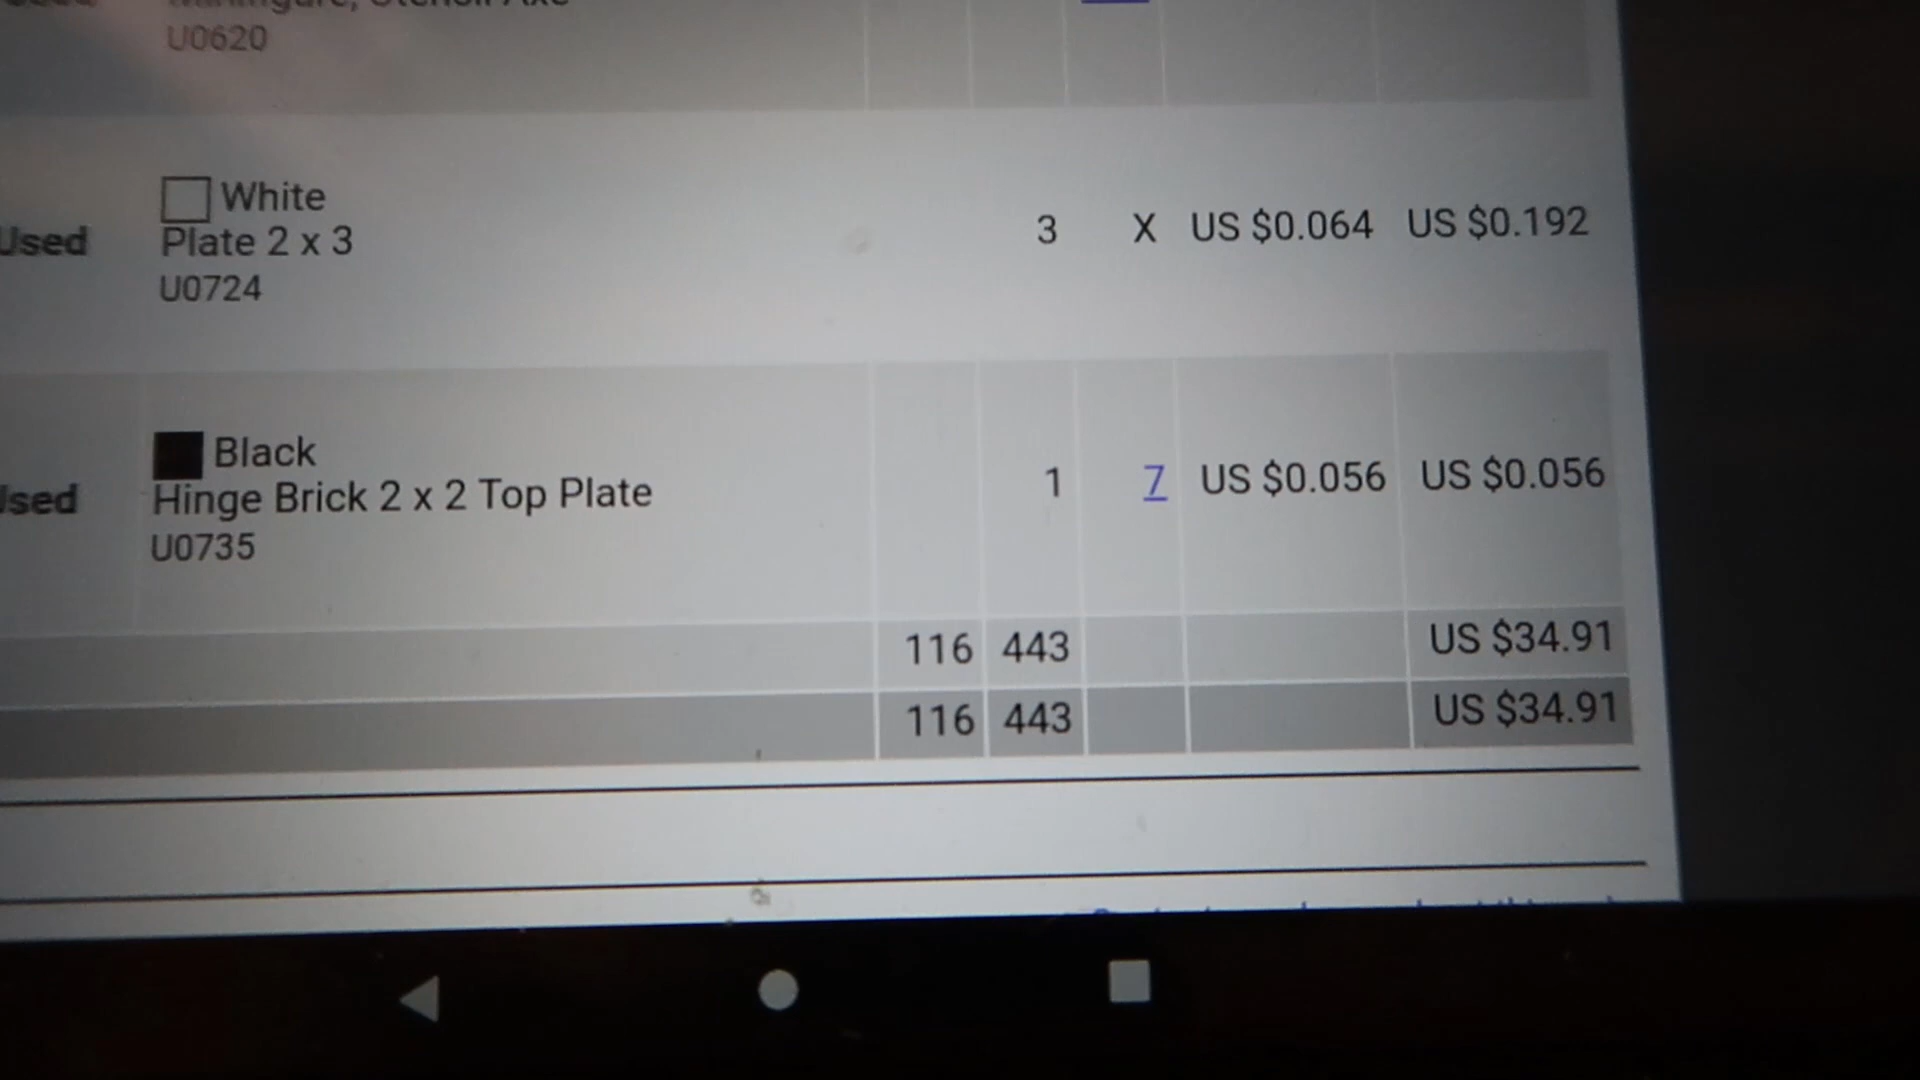 U0620
White
Used Plate 2 x 3 3 X US $0.064 US $0.192
U0724
Black
Used Hinge Brick 2 x 2 Top Plate 1 7 US $0.056 US $0.056
U0735
116 443 US $34.91
116 443 US $34.91